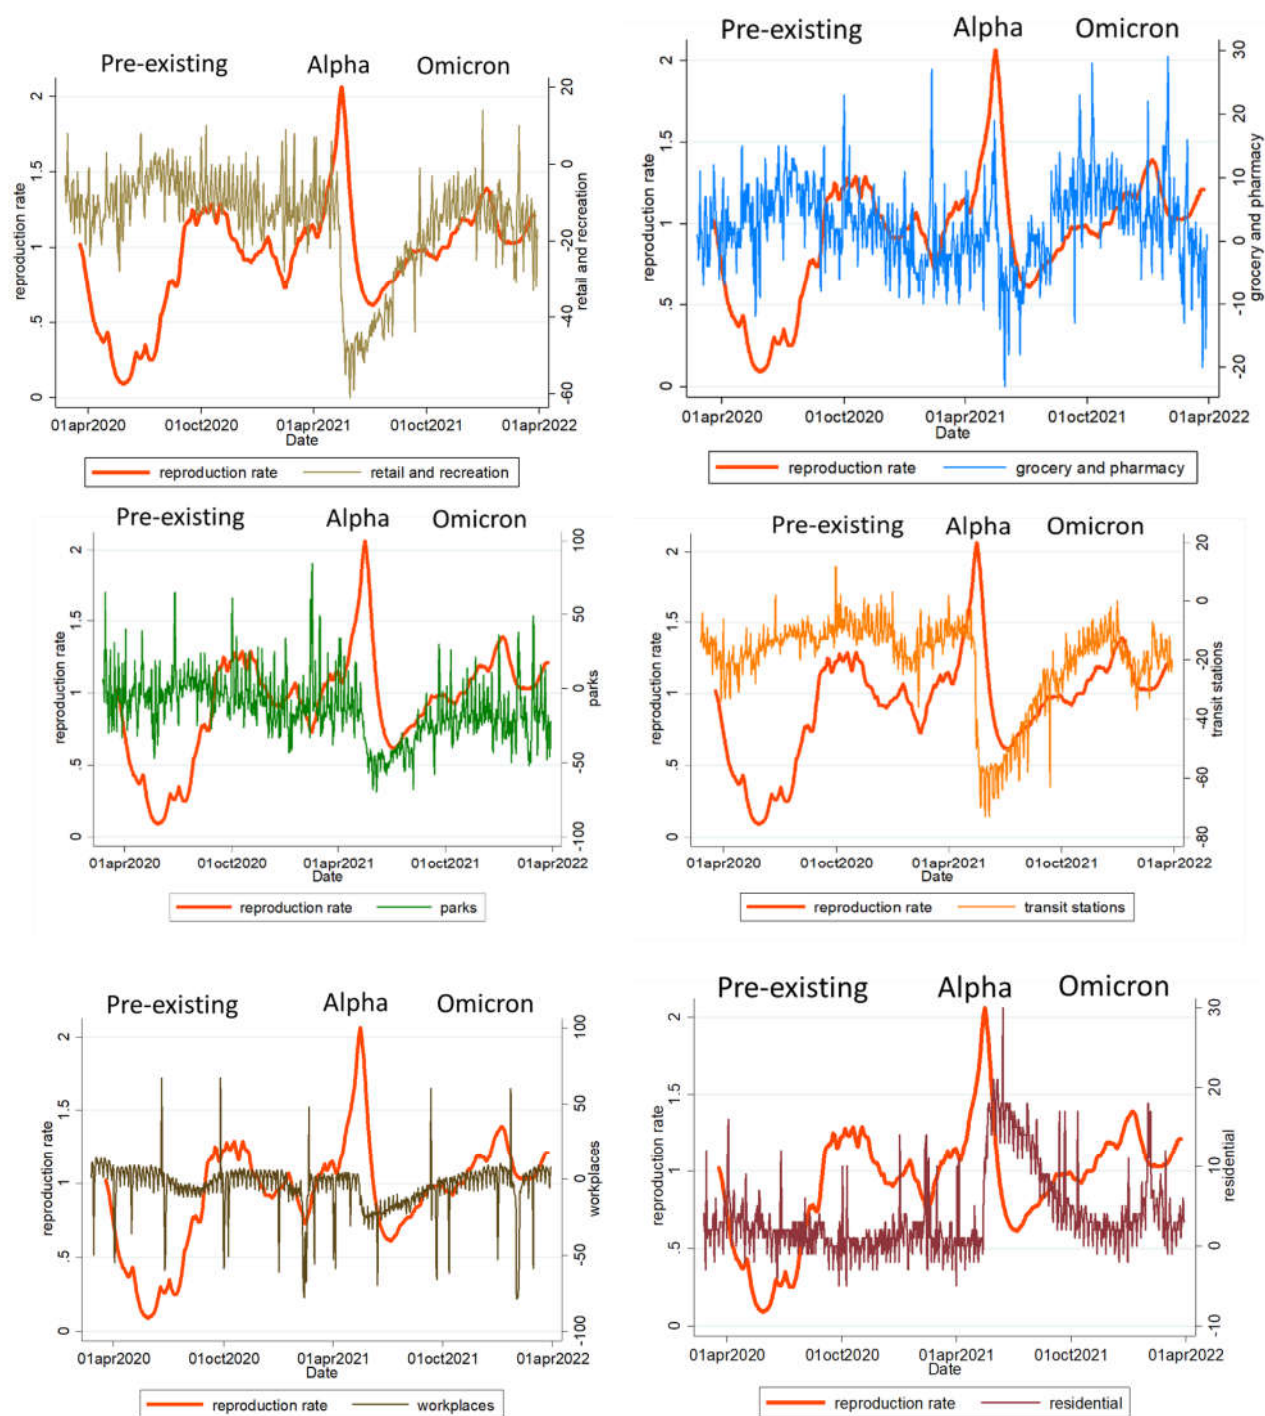 Pre-existing Alpha Omicron
2
1.5
1
.5
0
reproduction rate
20
0
-20
-40
-60
retail and recreation
01apr2020 01oct2020 01apr2021 01oct2021 01apr2022
Date
reproduction rate retail and recreation
Pre-existing Alpha Omicron
2
1.5
1
.5
0
reproduction rate
30
20
10
0
-10
-20
grocery and pharmacy
01apr2020 01oct2020 01apr2021 01oct2021 01apr2022
Date
reproduction rate grocery and pharmacy
Pre-existing Alpha Omicron
2
1.5
1
.5
0
reproduction rate
100
50
0
-50
-100
parks
01apr2020 01oct2020 01apr2021 01oct2021 01apr2022
Date
reproduction rate parks
Pre-existing Alpha Omicron
2
1.5
1
.5
0
reproduction rate
20
0
-20
-40
-60
-80
transit stations
01apr2020 01oct2020 01apr2021 01oct2021 01apr2022
Date
reproduction rate transit stations
Pre-existing Alpha Omicron
2
1.5
1
.5
0
reproduction rate
100
50
0
-50
-100
workplaces
01apr2020 01oct2020 01apr2021 01oct2021 01apr2022
Date
reproduction rate workplaces
Pre-existing Alpha Omicron
2
1.5
1
.5
0
reproduction rate
30
20
10
0
-10
residential
01apr2020 01oct2020 01apr2021 01oct2021 01apr2022
Date
reproduction rate residential